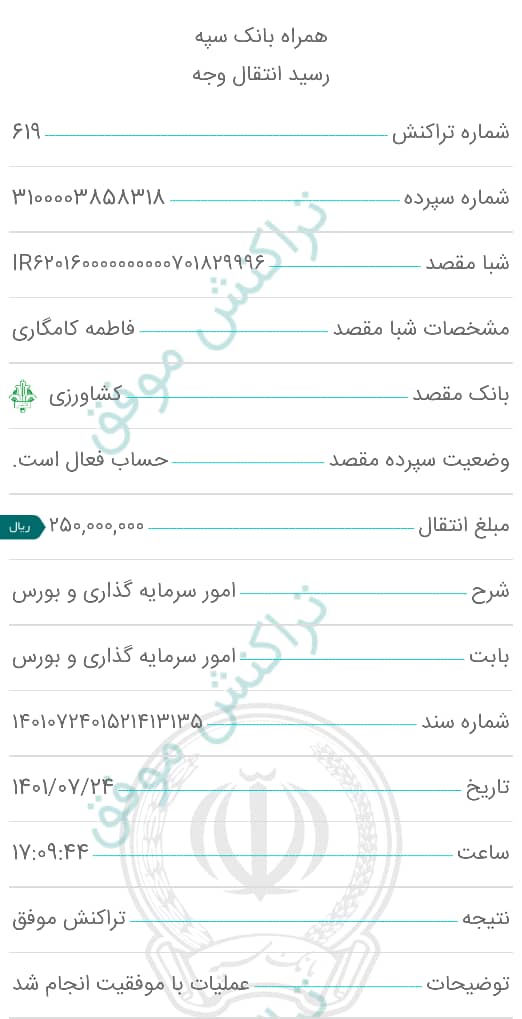 همراه بانک سپه
رسید انتقال وجه
شماره تراکنش ۶۱۹
شماره سپرده ۳۱۰۰۰۰۳۸۵۸۳۱۸
شبا مقصد IR۶۲۰۱۶۰۰۰۰۰۰۰۰۰۰۰۷۰۱۸۲۹۹۹۶
مشخصات شبا مقصد فاطمه کامگاری
بانک مقصد کشاورزی
وضعیت سپرده مقصد حساب فعال است.
مبلغ انتقال ۲۵۰,۰۰۰,۰۰۰ ریال
شرح امور سرمایه گذاری و بورس
بابت امور سرمایه گذاری و بورس
شماره سند ۱۴۰۱۰۷۲۴۰۱۵۲۱۴۱۳۱۳۵
تاریخ ۱۴۰۱/۰۷/۲۴
ساعت ۱۷:۰۹:۴۴
نتیجه تراکنش موفق
توضیحات عملیات با موفقیت انجام شد
تراکنش موفق
تراکنش موفق
بانک سپه